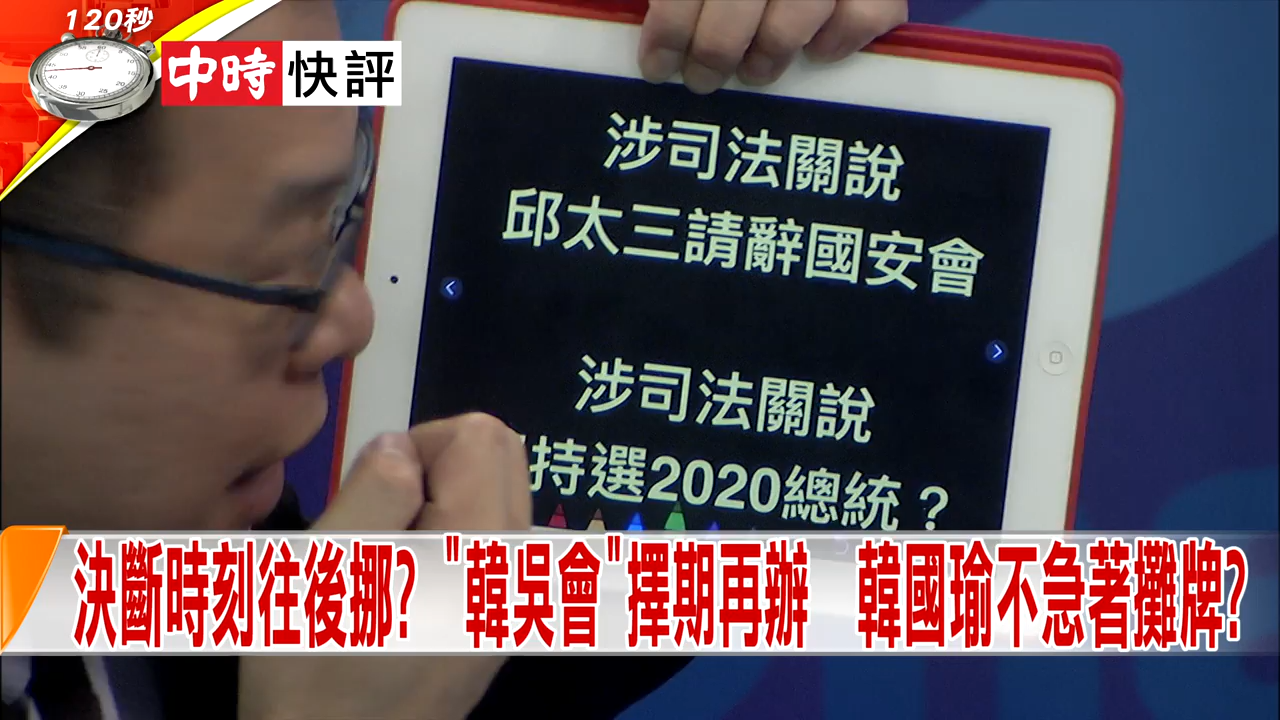 120秒
中時快評
涉司法關說
邱太三請辭國安會
涉司法關說
持選2020總統?
決斷時刻往後挪? "韓吳會"擇期再辦 韓國瑜不急著攤牌?